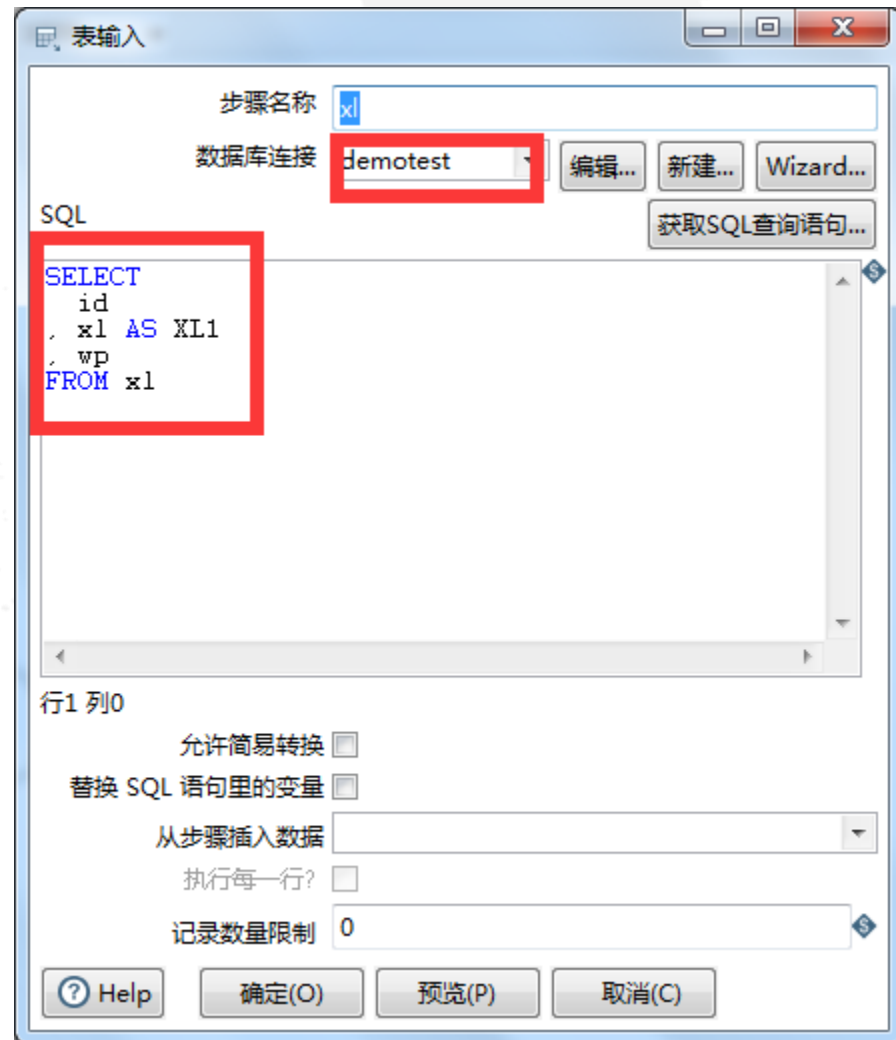 表输入
步骤名称 xl
数据库连接 demotest 编辑... 新建... Wizard...
SQL 获取SQL查询语句...
SELECT
id
, xl AS XL1
, wp
FROM xl
行1 列0
允许简易转换
替换 SQL 语句里的变量
从步骤插入数据
执行每一行?
记录数量限制 0
Help 确定(O) 预览(P) 取消(C)